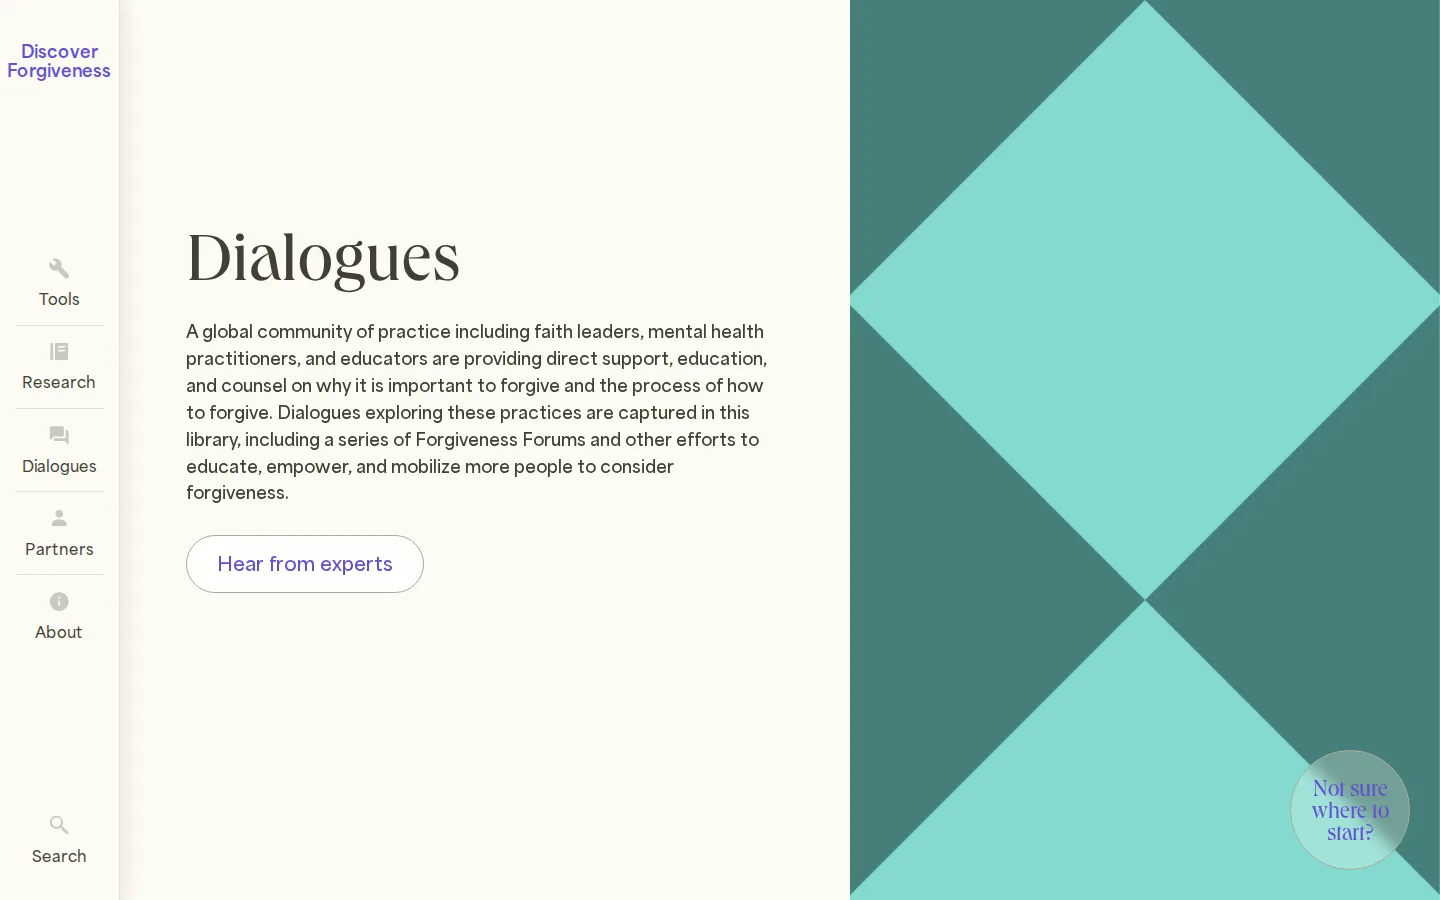 Discover
Forgiveness
Tools
Research
Dialogues
Partners
About
Search
Dialogues
A global community of practice including faith leaders, mental health
practitioners, and educators are providing direct support, education,
and counsel on why it is important to forgive and the process of how
to forgive. Dialogues exploring these practices are captured in this
library, including a series of Forgiveness Forums and other efforts to
educate, empower, and mobilize more people to consider
forgiveness.
Hear from experts
Not sure
where to
start?